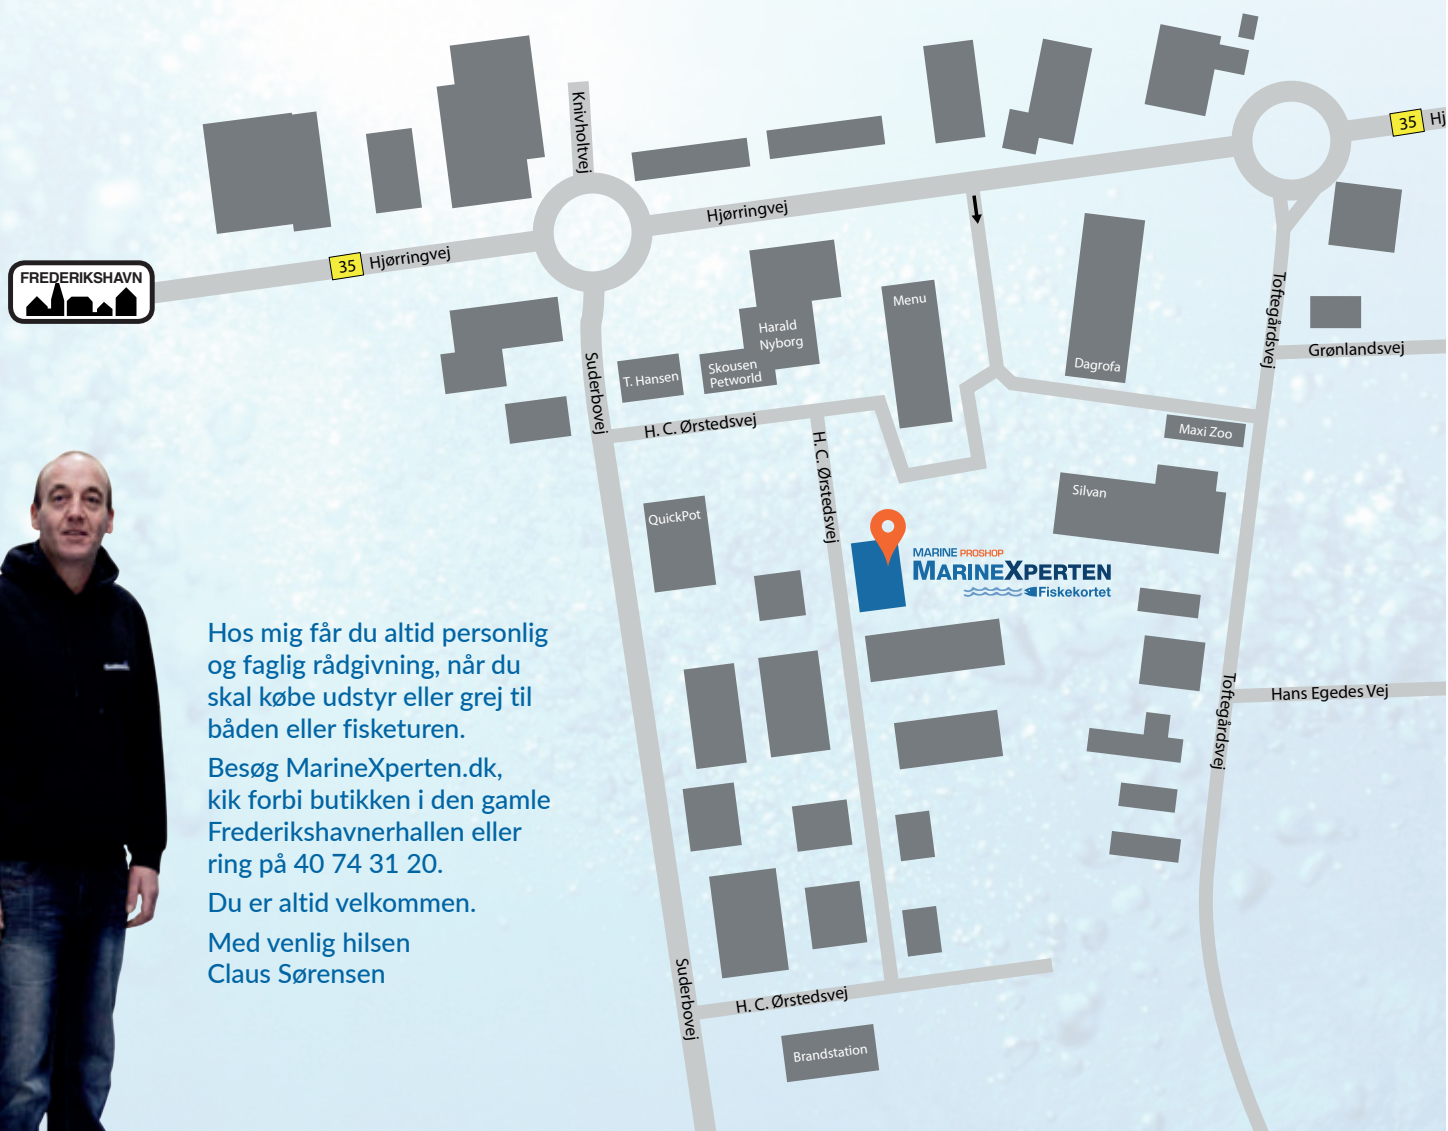 Knivholtvej
35
Hj
Hjørringvej
35 Hjørringvej
FREDERIKSHAVN
Menu
Harald
Nyborg
Skousen
Petworld
T. Hansen
Dagrofa
Toftegårdsvej
Grønlandsvej
Suderbovej
H. C. Ørstedsvej
H. C. Ørstedsvej
Maxi Zoo
Silvan
QuickPot
MARINE PROSHOP
MARINEXPERTEN
Fiskekortet
Hos mig får du altid personlig
og faglig rådgivning, når du
skal købe udstyr eller grej til
båden eller fisketuren.
Besøg MarineXperten.dk,
kik forbi butikken i den gamle
Frederikshavnerhallen eller
ring på 40 74 31 20.
Du er altid velkommen.
Med venlig hilsen
Claus Sørensen
Toftegårdsvej
Hans Egedes Vej
Suderbovej
H. C. Ørstedsvej
Brandstation